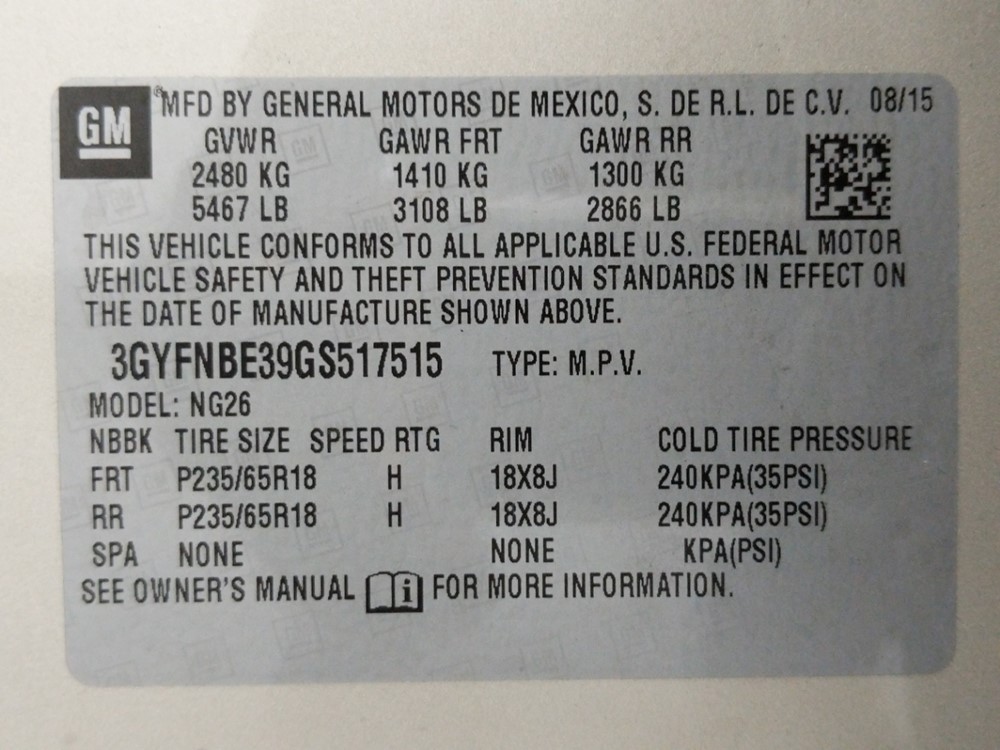 GM ® MFD BY GENERAL MOTORS DE MEXICO, S. DE R.L. DE C.V. 08/15
GVWR GAWR FRT GAWR RR
2480 KG 1410 KG 1300 KG
5467 LB 3108 LB 2866 LB
THIS VEHICLE CONFORMS TO ALL APPLICABLE U.S. FEDERAL MOTOR
VEHICLE SAFETY AND THEFT PREVENTION STANDARDS IN EFFECT ON
THE DATE OF MANUFACTURE SHOWN ABOVE.
3GYFNBE39GS517515 TYPE: M.P.V.
MODEL: NG26
NBBK TIRE SIZE SPEED RTG RIM COLD TIRE PRESSURE
FRT P235/65R18 H 18X8J 240KPA(35PSI)
RR P235/65R18 H 18X8J 240KPA(35PSI)
SPA NONE NONE KPA(PSI)
SEE OWNER'S MANUAL i FOR MORE INFORMATION.